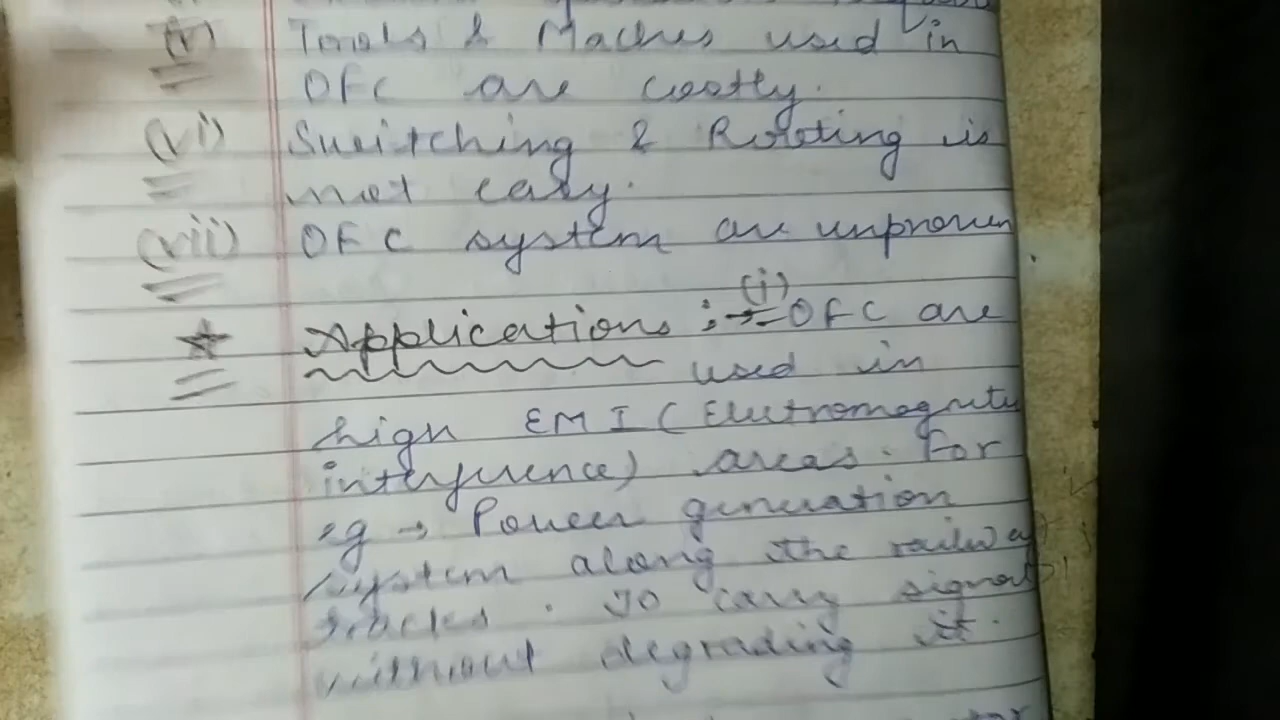 (v) Tools & Maches used in
OFC are costly.
(vi) Switching & Routing is
not easy.
(vii) OFC system are unproven
Applications :→ (i) OFC are
used in
high EMI (Electromagnetc
interference) areas. For
eg → Power generation
system along the railway
tracks. To carry signal
without degrading it.